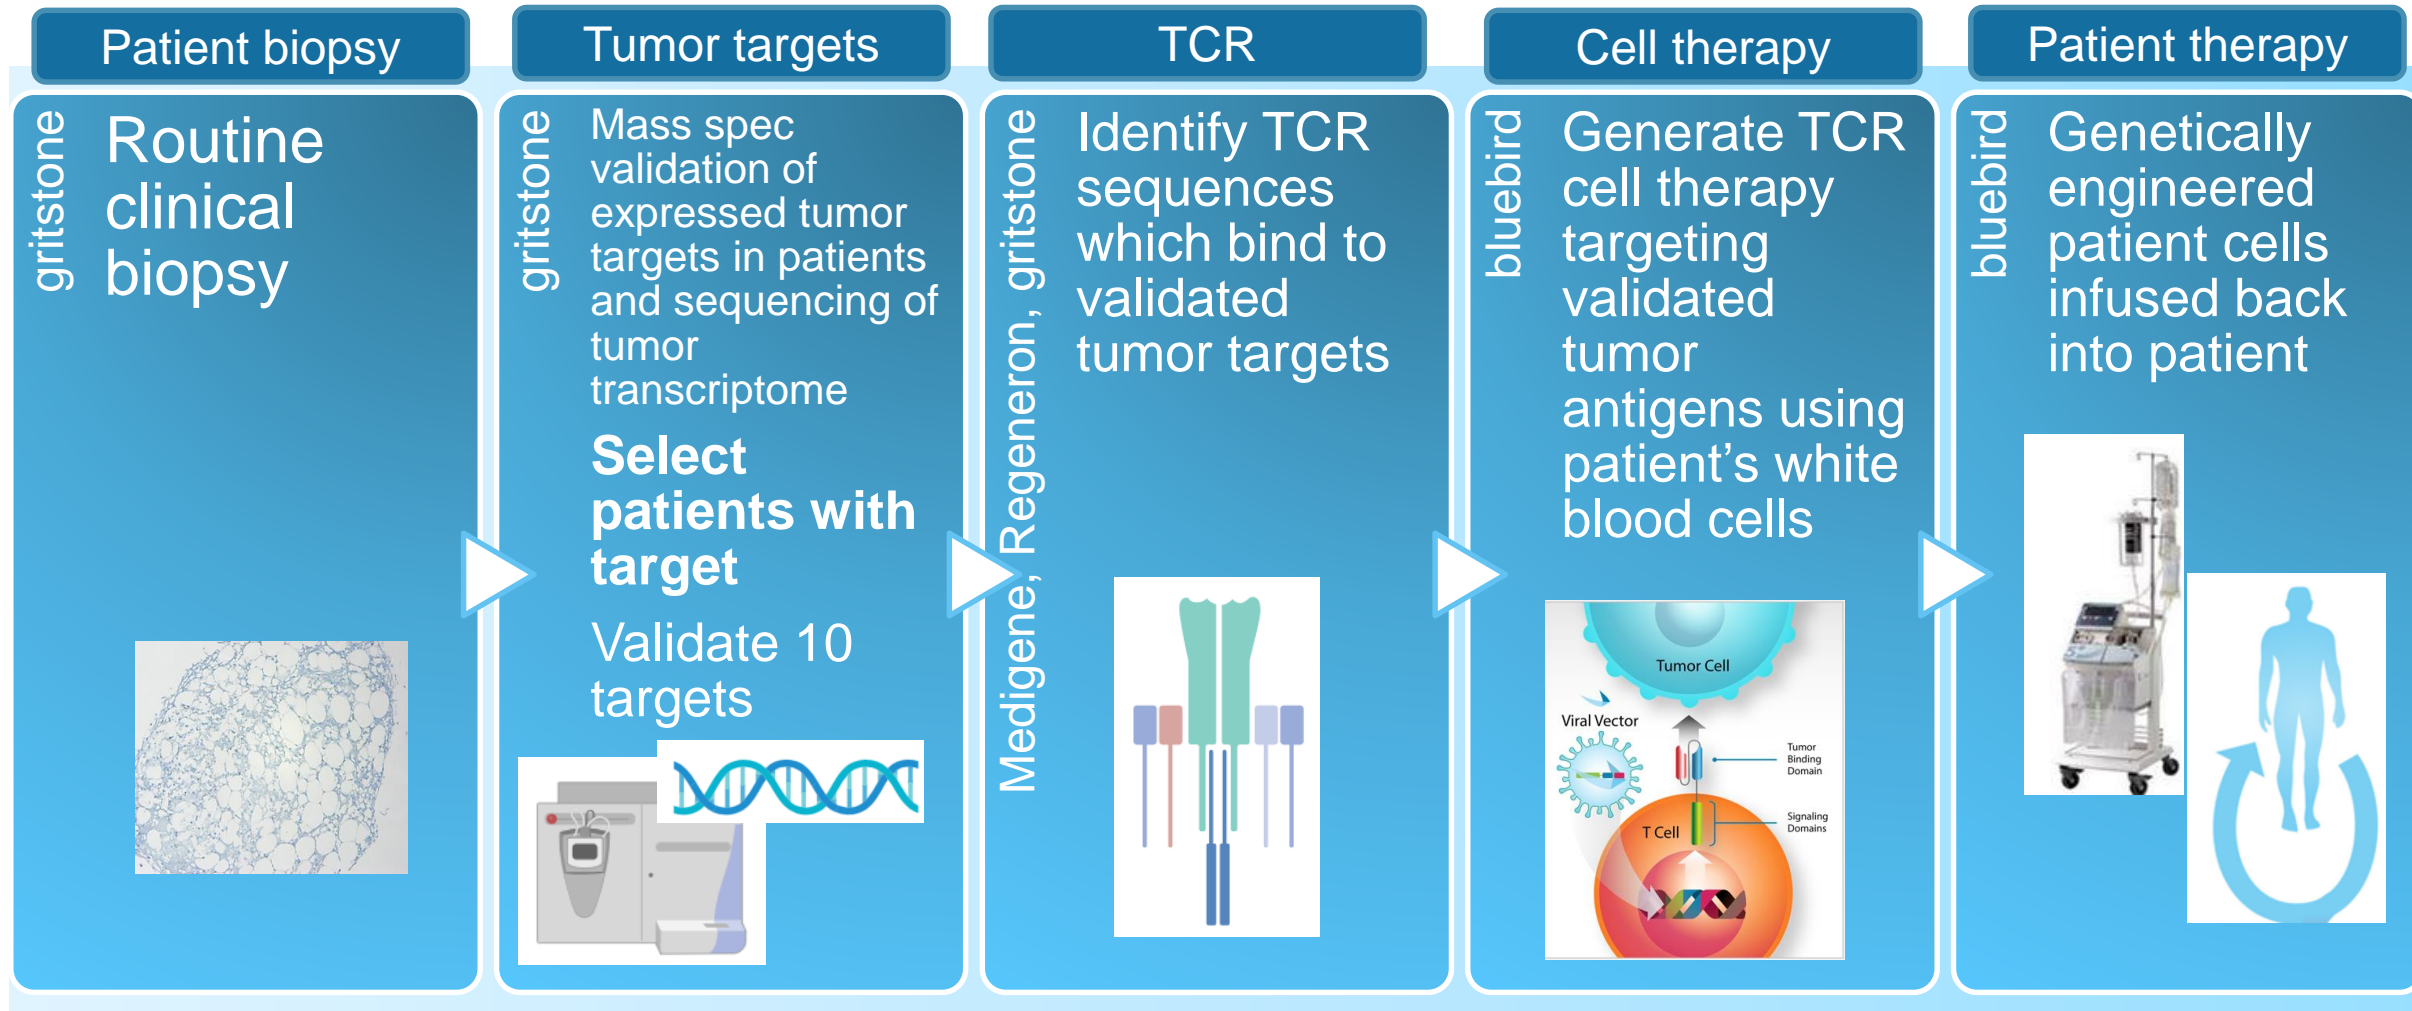 Patient biopsy
gritstone
Routine
clinical
biopsy
Tumor targets
gritstone
Mass spec
validation of
expressed tumor
targets in patients
and sequencing of
tumor
transcriptome
Select
patients with
target
Validate 10
targets
TCR
Medigene, Regeneron, gritstone
Identify TCR
sequences
which bind to
validated
tumor targets
Cell therapy
bluebird
Generate TCR
cell therapy
targeting
validated
tumor
antigens using
patient’s white
blood cells
Tumor Cell
Viral Vector
Tumor
Binding
Domain
Signaling
Domains
T Cell
Patient therapy
bluebird
Genetically
engineered
patient cells
infused back
into patient